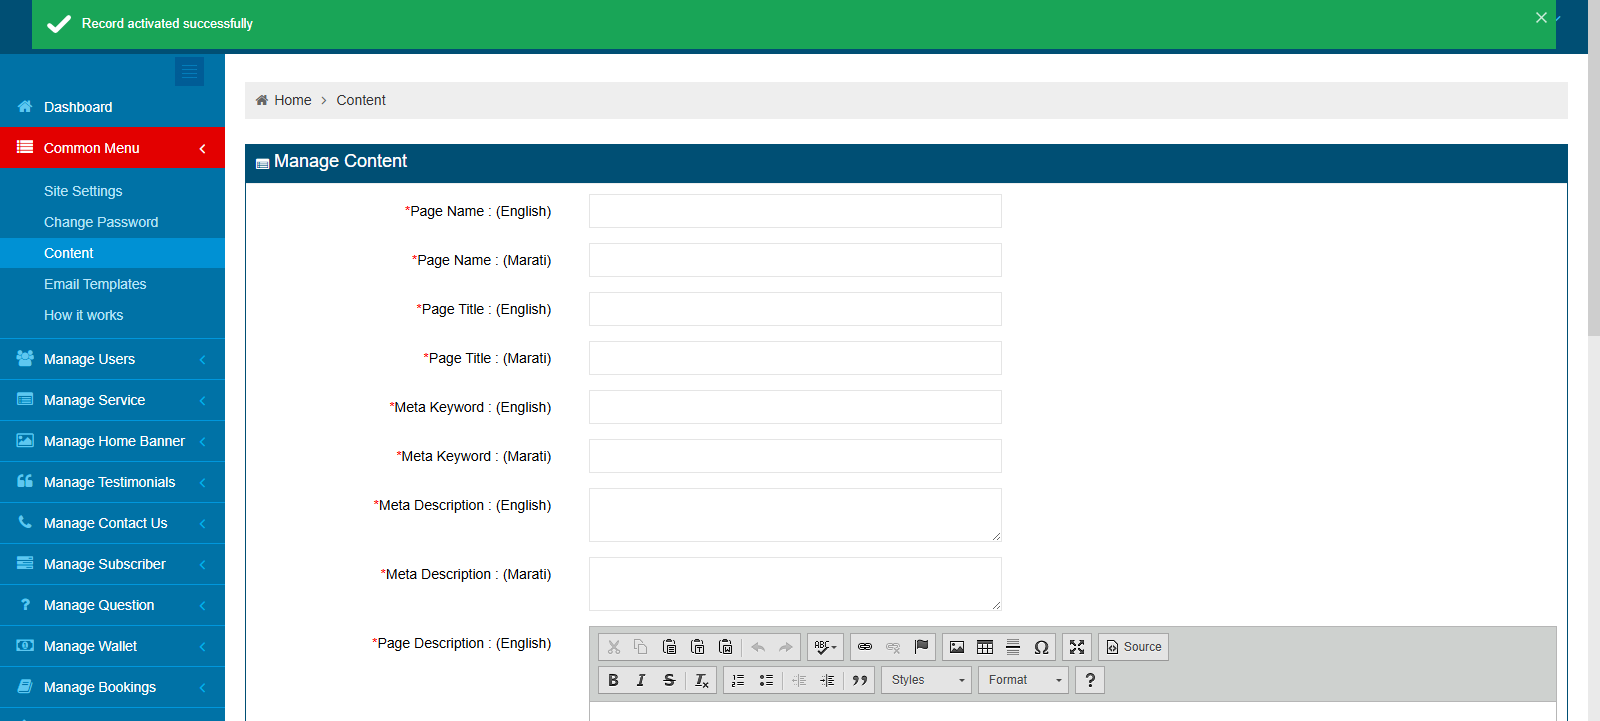 Record activated successfully
Home > Content
Dashboard
Common Menu
Site Settings
Change Password
Content
Email Templates
How it works
Manage Users
Manage Service
Manage Home Banner
Manage Testimonials
Manage Contact Us
Manage Subscriber
Manage Question
Manage Wallet
Manage Bookings
Manage Content
*Page Name : (English)
*Page Name : (Marati)
*Page Title : (English)
*Page Title : (Marati)
*Meta Keyword : (English)
*Meta Keyword : (Marati)
*Meta Description : (English)
*Meta Description : (Marati)
*Page Description : (English)
ABC Ω Source
B I S Tx Styles Format ?